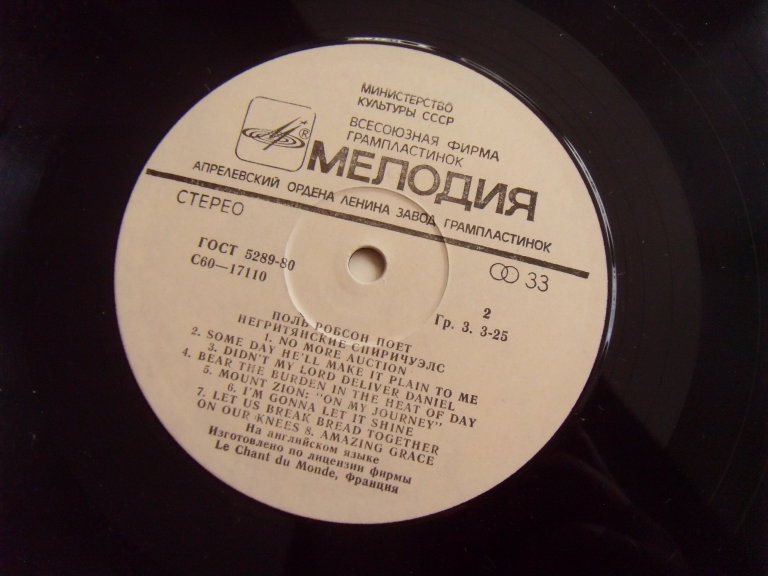 МИНИСТЕРСТВО
КУЛЬТУРЫ СССР
ВСЕСОЮЗНАЯ ФИРМА
ГРАМПЛАСТИНОК
®
МЕЛОДИЯ
АПРЕЛЕВСКИЙ ОРДЕНА ЛЕНИНА ЗАВОД ГРАМПЛАСТИНОК
СТЕРЕО
33
ГОСТ 5289-80
С60—17110
2
Гр. 3. 3-25
ПОЛЬ РОБСОН ПОЕТ
НЕГРИТЯНСКИЕ СПИРИЧУЭЛС
1. NO MORE AUCTION
2. SOME DAY HE'LL MAKE IT PLAIN TO ME
3. DIDN'T MY LORD DELIVER DANIEL
4. BEAR THE BURDEN IN THE HEAT OF DAY
5. MOUNT ZION: "ON MY JOURNEY"
6. I'M GONNA LET IT SHINE
7. LET US BREAK BREAD TOGETHER
ON OUR KNEES 8. AMAZING GRACE
На английском языке
Изготовлено по лицензии фирмы
Le Chant du Monde, Франция